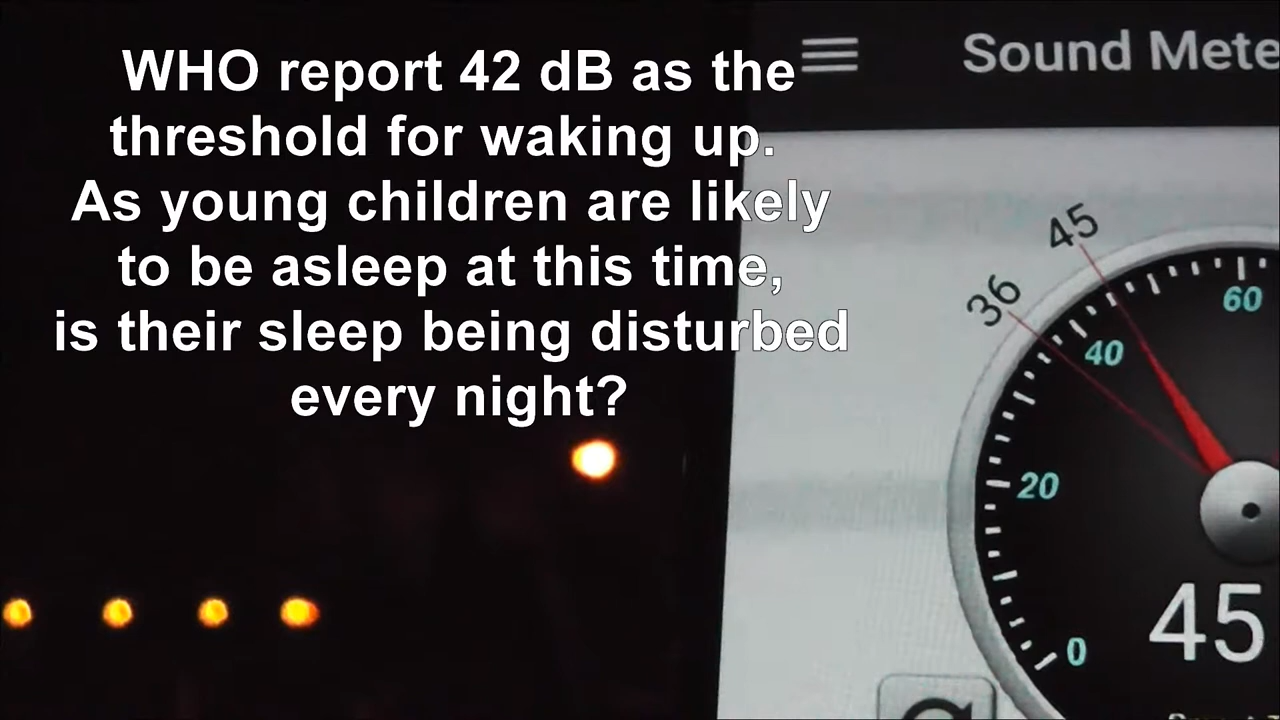 WHO report 42 dB as the
threshold for waking up.
As young children are likely
to be asleep at this time,
is their sleep being disturbed
every night?
Sound Mete
45
36
60
40
20
0
45